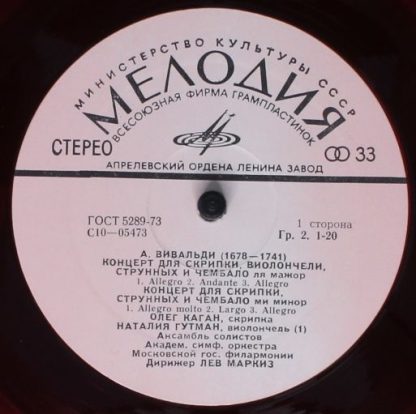 МИНИСТЕРСТВО КУЛЬТУРЫ СССР
МЕЛОДИЯ
ВСЕСОЮЗНАЯ ФИРМА ГРАМПЛАСТИНОК
СТЕРЕО
33
АПРЕЛЕВСКИЙ ОРДЕНА ЛЕНИНА ЗАВОД
ГОСТ 5289-73
С10—05473
1 сторона
Гр. 2. 1-20
А. ВИВАЛЬДИ (1678—1741)
КОНЦЕРТ ДЛЯ СКРИПКИ, ВИОЛОНЧЕЛИ,
СТРУННЫХ И ЧЕМБАЛО ля мажор
1. Allegro 2. Andante 3. Allegro
КОНЦЕРТ ДЛЯ СКРИПКИ,
СТРУННЫХ И ЧЕМБАЛО ми минор
1. Allegro molto 2. Largo 3. Allegro
ОЛЕГ КАГАН, скрипка
НАТАЛИЯ ГУТМАН, виолончель (1)
Ансамбль солистов
Академ. симф. оркестра
Московской гос. филармонии
Дирижер ЛЕВ МАРКИЗ